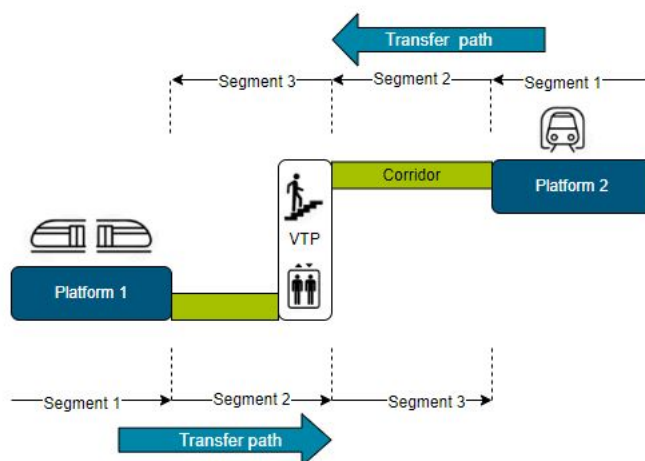 Transfer path
Segment 3
Segment 2
Segment 1
Corridor
Platform 2
VTP
Platform 1
Segment 1
Segment 2
Segment 3
Transfer path